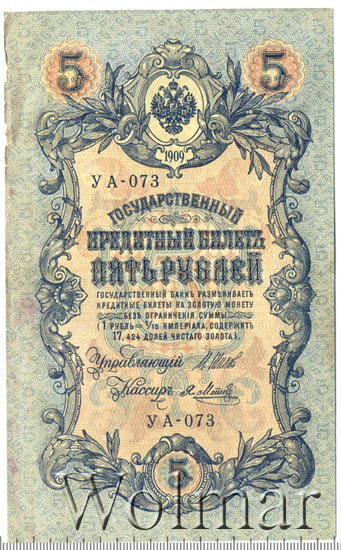 5 5
1909
УА-073
ГОСУДАРСТВЕННЫЙ
КРЕДИТНЫЙ БИЛЕТЪ
ПЯТЬ РУБЛЕЙ
ГОСУДАРСТВЕННЫЙ БАНКЪ РАЗМѢНИВАЕТЪ
КРЕДИТНЫЕ БИЛЕТЫ НА ЗОЛОТУЮ МОНЕТУ
БЕЗЪ ОГРАНИЧЕНІЯ СУММЫ
(1 РУБЛЬ = 1/15 ИМПЕРІАЛА, СОДЕРЖИТЪ
17,424 ДОЛЕЙ ЧИСТАГО ЗОЛОТА)
Управляющій
Кассиръ
УА-073
5
Wolmar